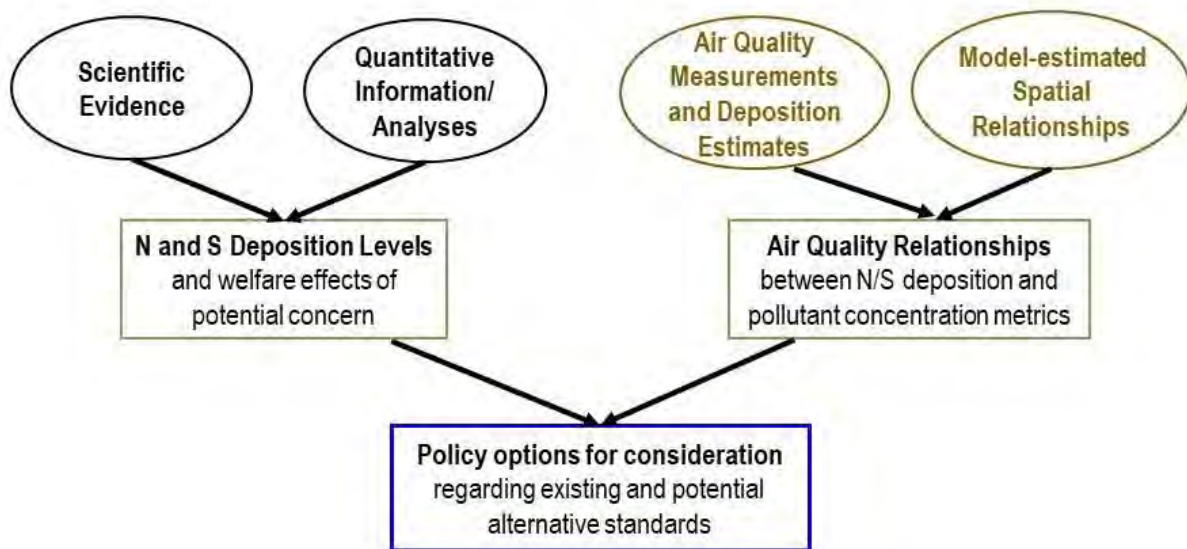 Scientific
Evidence
Quantitative
Information/
Analyses
Air Quality
Measurements
and Deposition
Estimates
Model-estimated
Spatial
Relationships
N and S Deposition Levels
and welfare effects of
potential concern
Air Quality Relationships
between N/S deposition and
pollutant concentration metrics
Policy options for consideration
regarding existing and potential
alternative standards